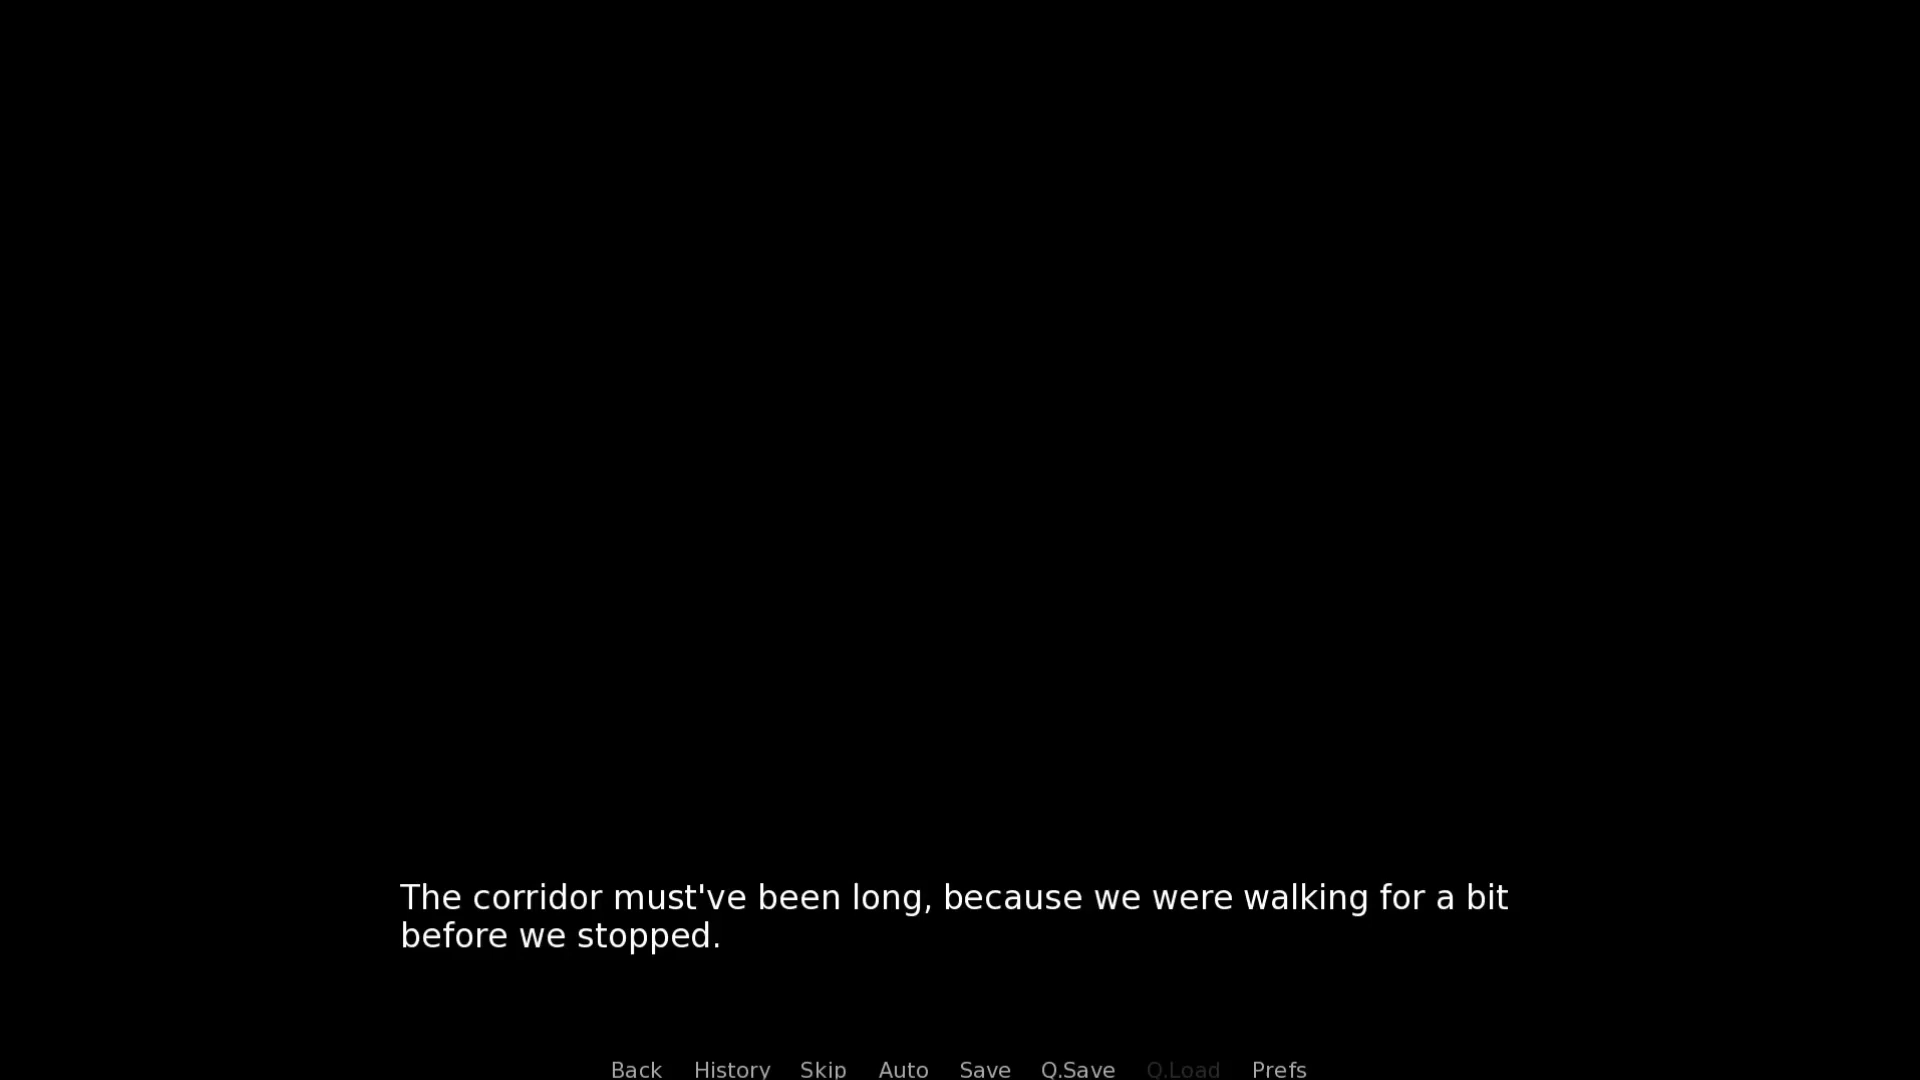 The corridor must've been long, because we were walking for a bit
before we stopped.
Back History Skip Auto Save Q.Save Q.Load Prefs